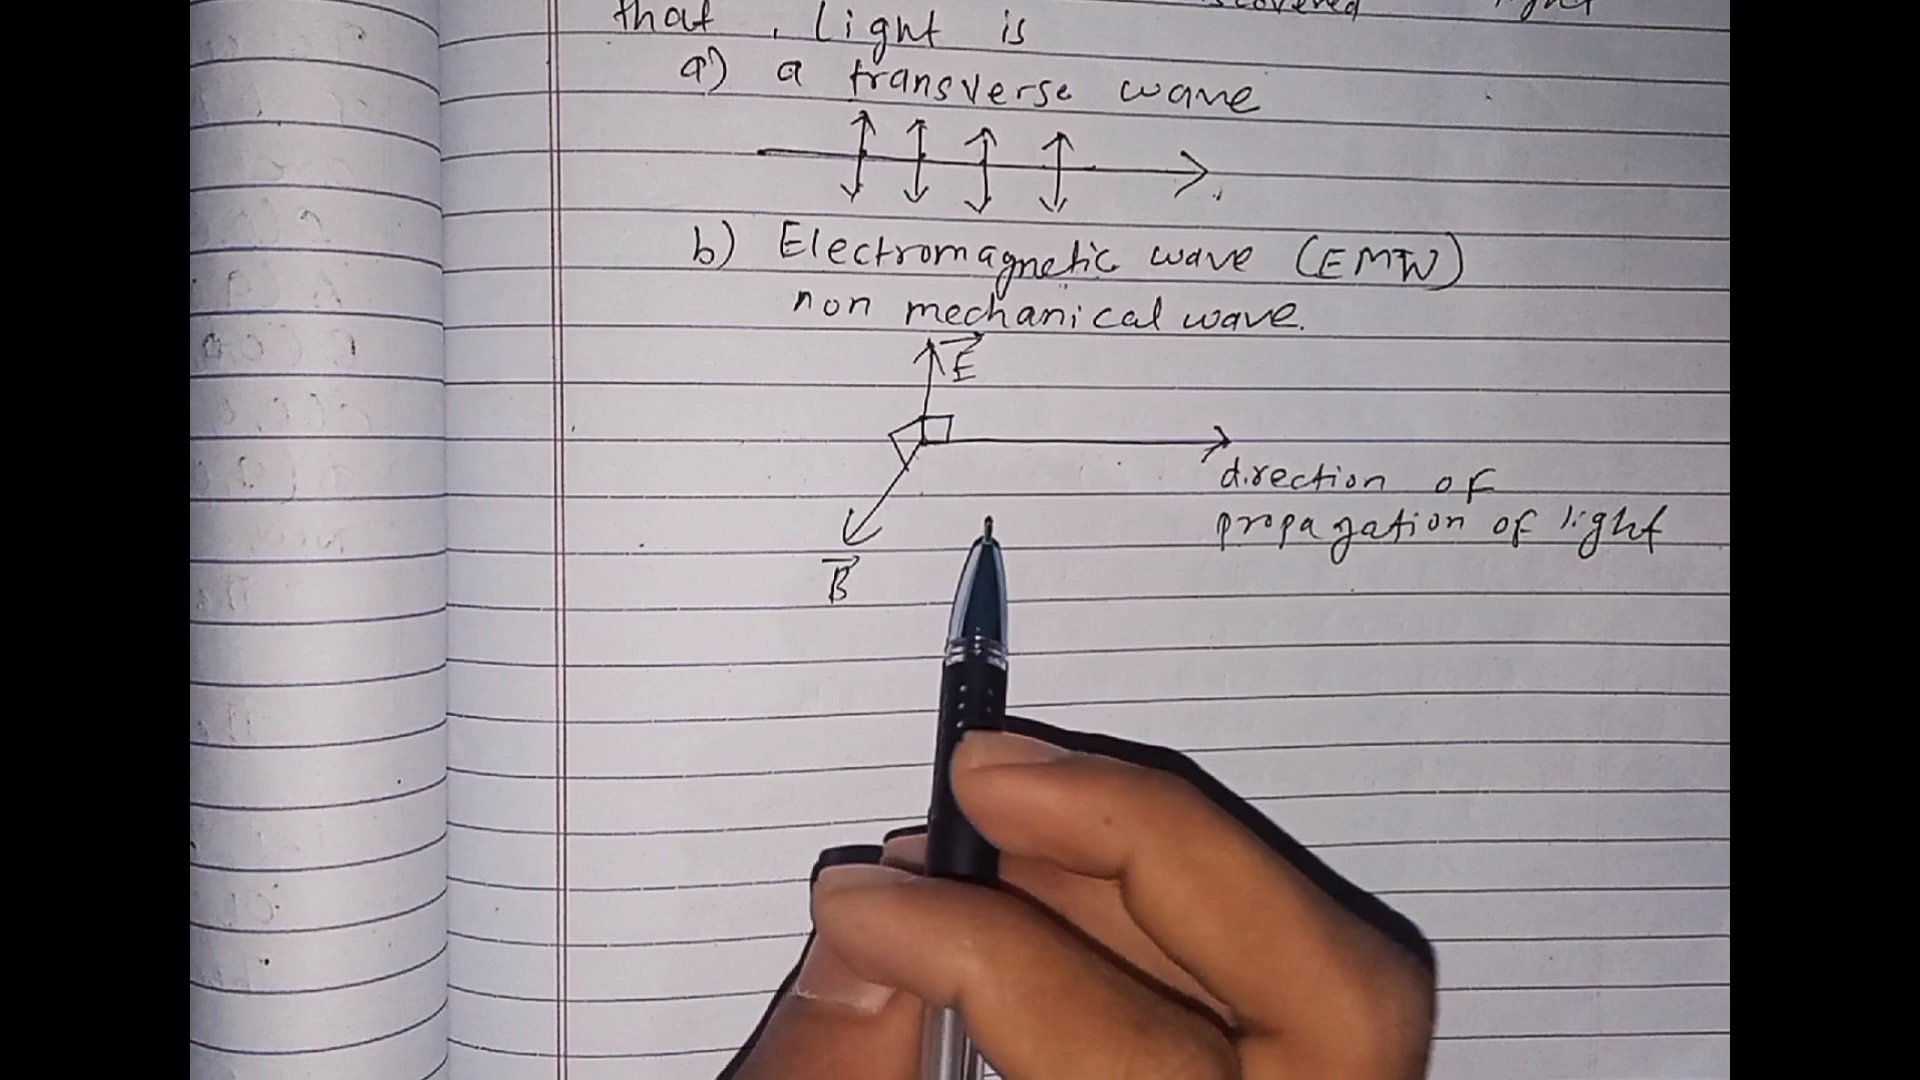 that , light is
a) a transverse wave
b) Electromagnetic wave (EMW)
non mechanical wave.
E
direction of
propagation of light
B